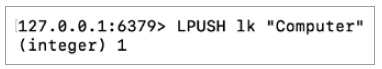 127.0.0.1:6379> LPUSH lk "Computer"
(integer) 1